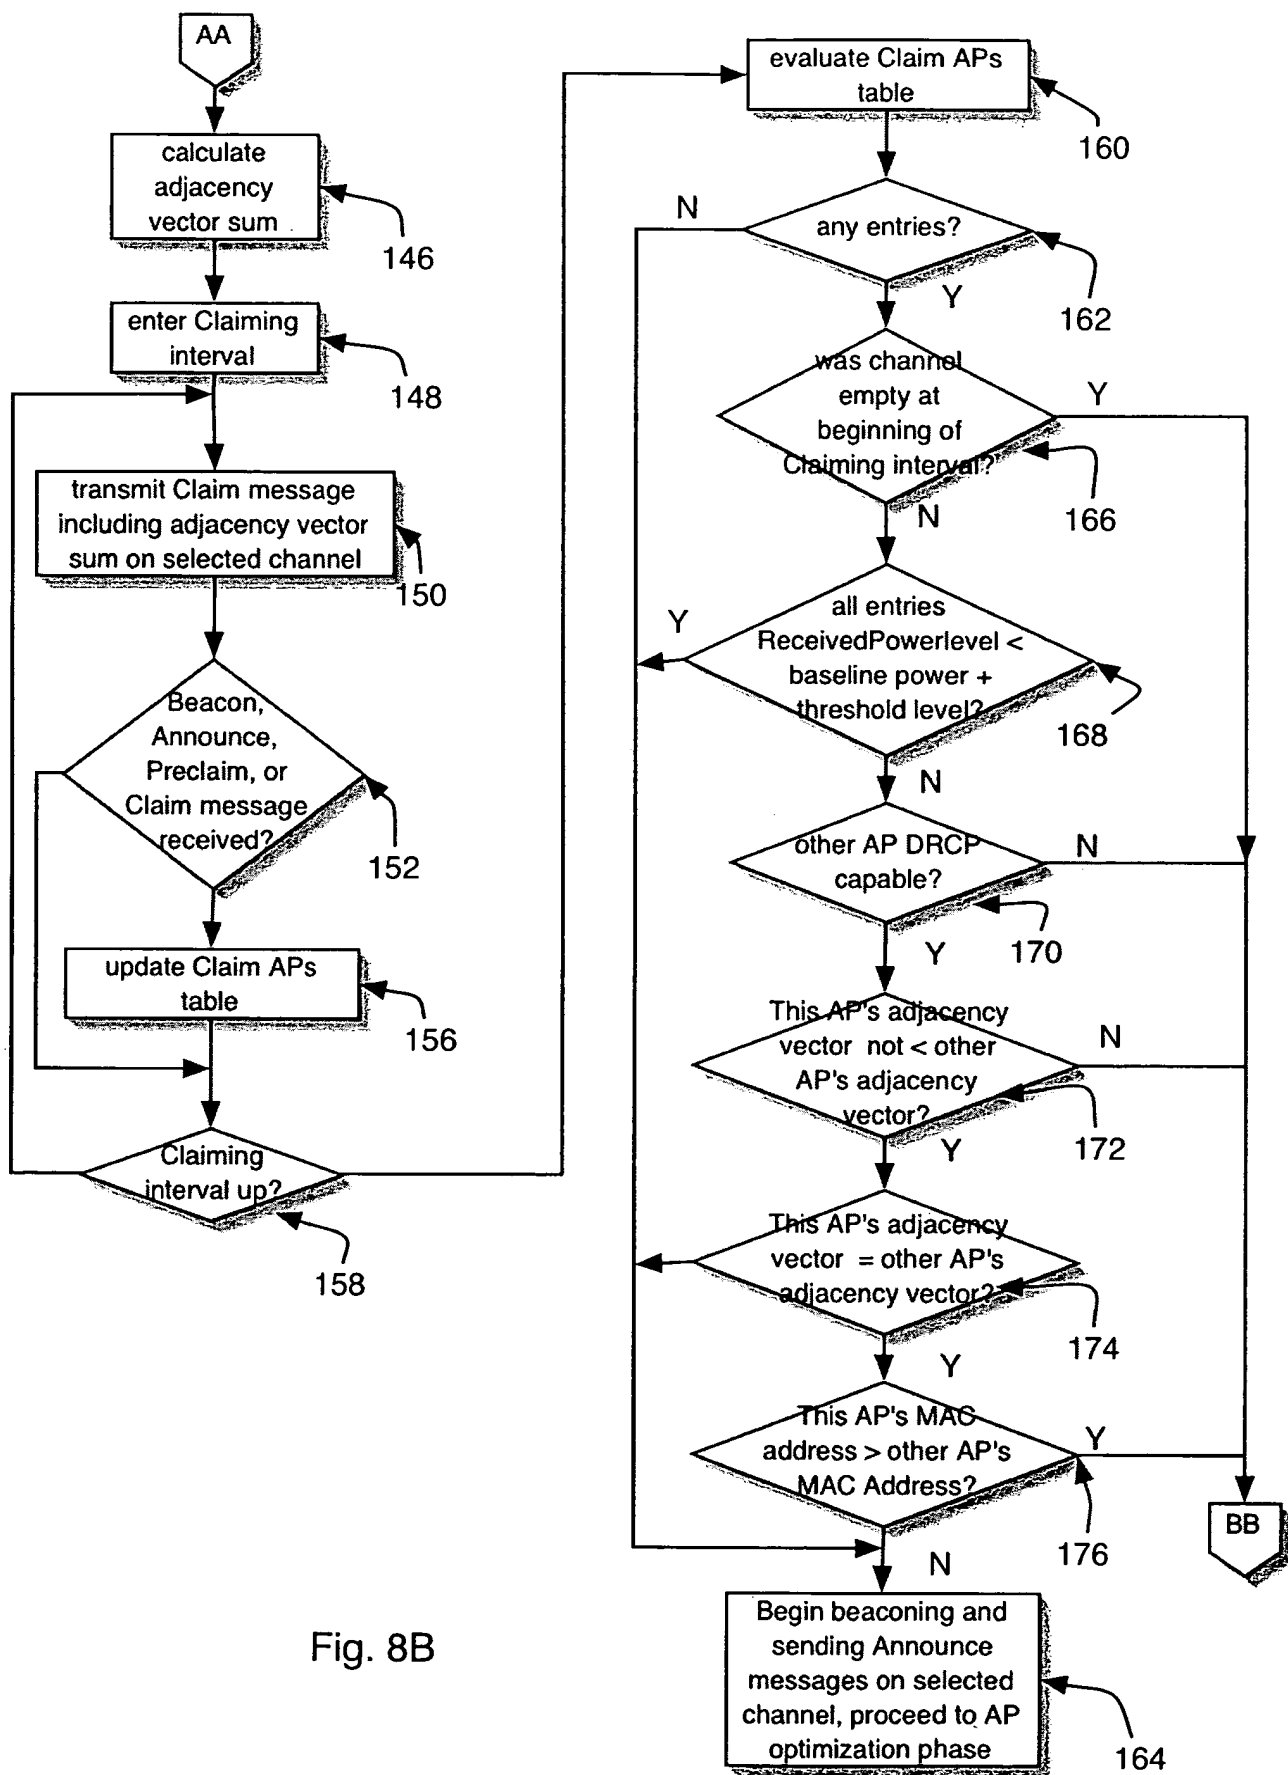 AA
calculate
adjacency
vector sum
146
enter Claiming
interval
148
transmit Claim message
including adjacency vector
sum on selected channel
150
Beacon,
Announce,
Preclaim, or
Claim message
received?
152
update Claim APs
table
156
Claiming
interval up?
158
evaluate Claim APs
table
160
N
any entries?
162
Y
was channel
empty at
beginning of
Claiming interval?
Y
166
N
all entries
ReceivedPowerlevel <
baseline power +
threshold level?
Y
168
N
other AP DRCP
capable?
N
170
Y
This AP's adjacency
vector not < other
AP's adjacency
vector?
N
172
Y
This AP's adjacency
vector = other AP's
adjacency vector?
174
Y
This AP's MAC
address > other AP's
MAC Address?
Y
176
BB
N
Begin beaconing and
sending Announce
messages on selected
channel, proceed to AP
optimization phase
164
Fig. 8B